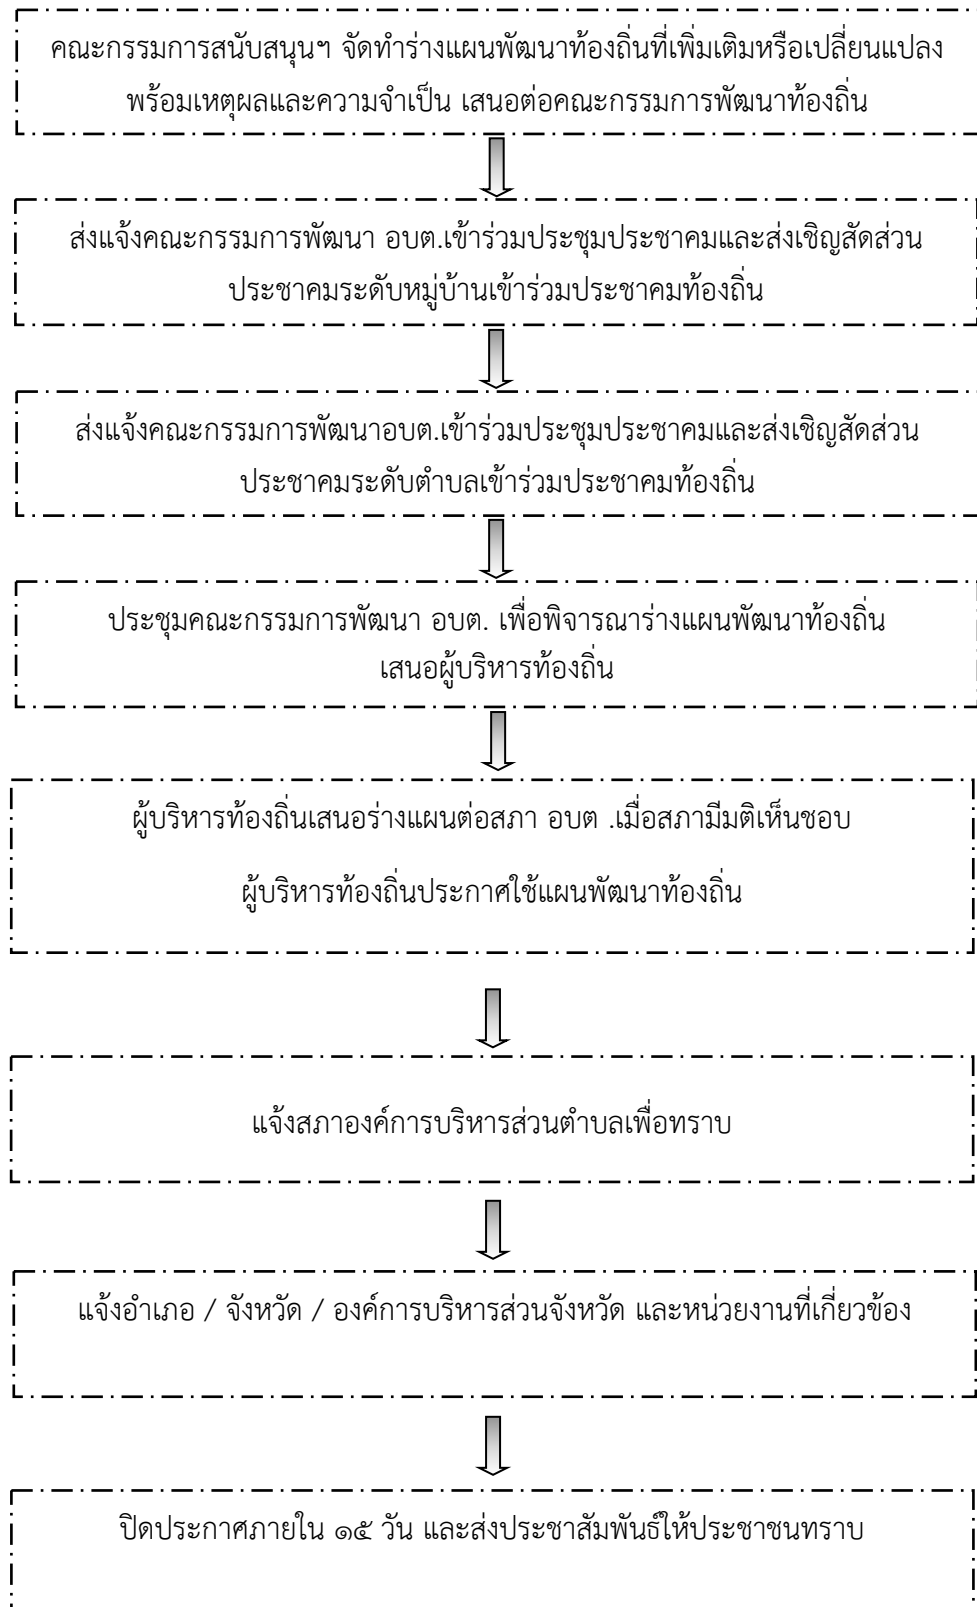 คณะกรรมการสนับสนุนฯ จัดทำร่างแผนพัฒนาท้องถิ่นที่เพิ่มเติมหรือเปลี่ยนแปลง
พร้อมเหตุผลและความจำเป็น เสนอต่อคณะกรรมการพัฒนาท้องถิ่น
ส่งแจ้งคณะกรรมการพัฒนา อบต.เข้าร่วมประชุมประชาคมและส่งเชิญสัดส่วน
ประชาคมระดับหมู่บ้านเข้าร่วมประชาคมท้องถิ่น
ส่งแจ้งคณะกรรมการพัฒนาอบต.เข้าร่วมประชุมประชาคมและส่งเชิญสัดส่วน
ประชาคมระดับตำบลเข้าร่วมประชาคมท้องถิ่น
ประชุมคณะกรรมการพัฒนา อบต. เพื่อพิจารณาร่างแผนพัฒนาท้องถิ่น
เสนอผู้บริหารท้องถิ่น
ผู้บริหารท้องถิ่นเสนอร่างแผนต่อสภา อบต .เมื่อสภามีมติเห็นชอบ
ผู้บริหารท้องถิ่นประกาศใช้แผนพัฒนาท้องถิ่น
แจ้งสภาองค์การบริหารส่วนตำบลเพื่อทราบ
แจ้งอำเภอ / จังหวัด / องค์การบริหารส่วนจังหวัด และหน่วยงานที่เกี่ยวข้อง
ปิดประกาศภายใน ๑๕ วัน และส่งประชาสัมพันธ์ให้ประชาชนทราบ